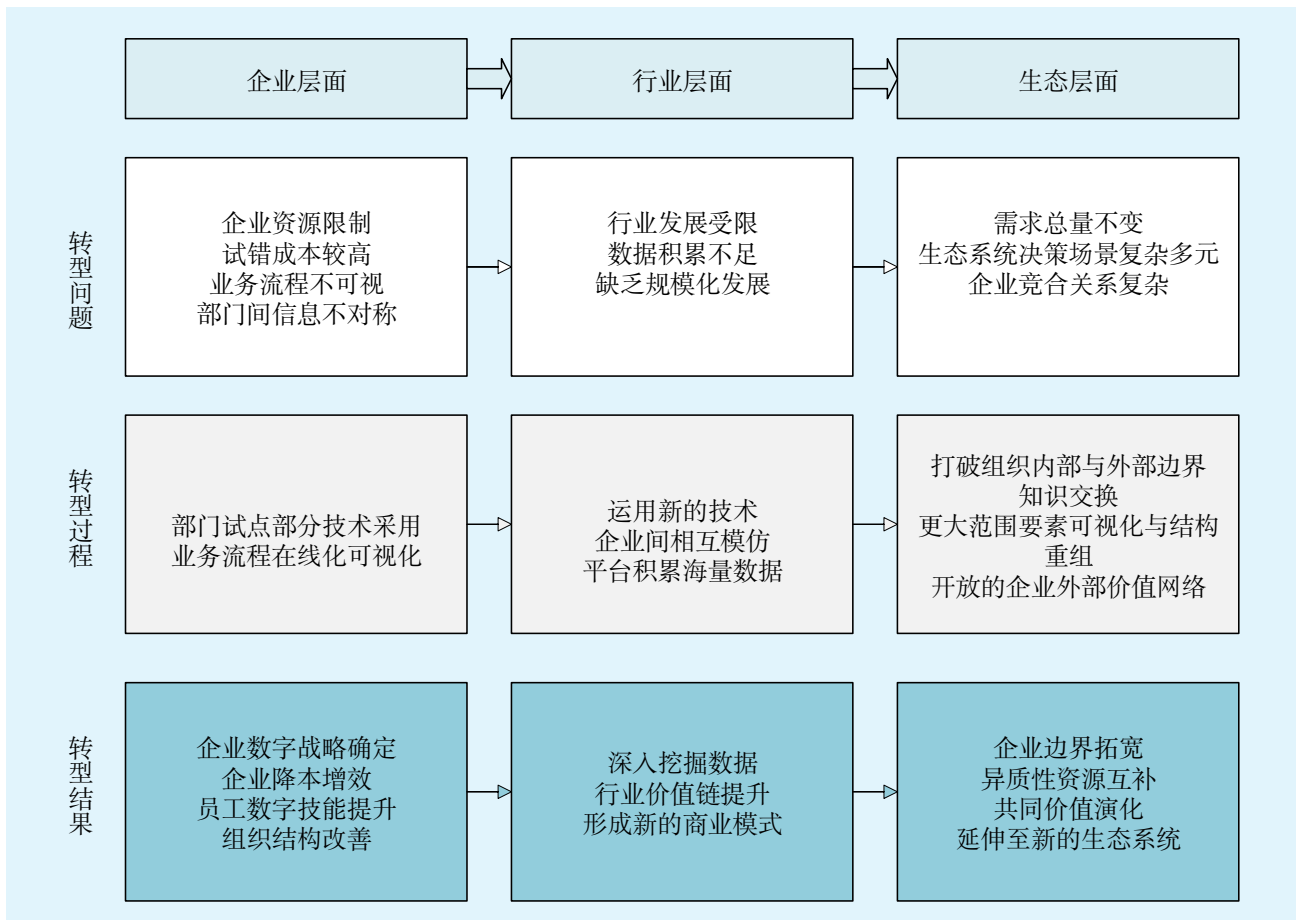 企业层面
行业层面
生态层面
转型问题
企业资源限制
试错成本较高
业务流程不可视
部门间信息不对称
行业发展受限
数据积累不足
缺乏规模化发展
需求总量不变
生态系统决策场景复杂多元
企业竞合关系复杂
转型过程
部门试点部分技术采用
业务流程在线化可视化
运用新的技术
企业间相互模仿
平台积累海量数据
打破组织内部与外部边界
知识交换
更大范围要素可视化与结构
重组
开放的企业外部价值网络
转型结果
企业数字战略确定
企业降本增效
员工数字技能提升
组织结构改善
深入挖掘数据
行业价值链提升
形成新的商业模式
企业边界拓宽
异质性资源互补
共同价值演化
延伸至新的生态系统